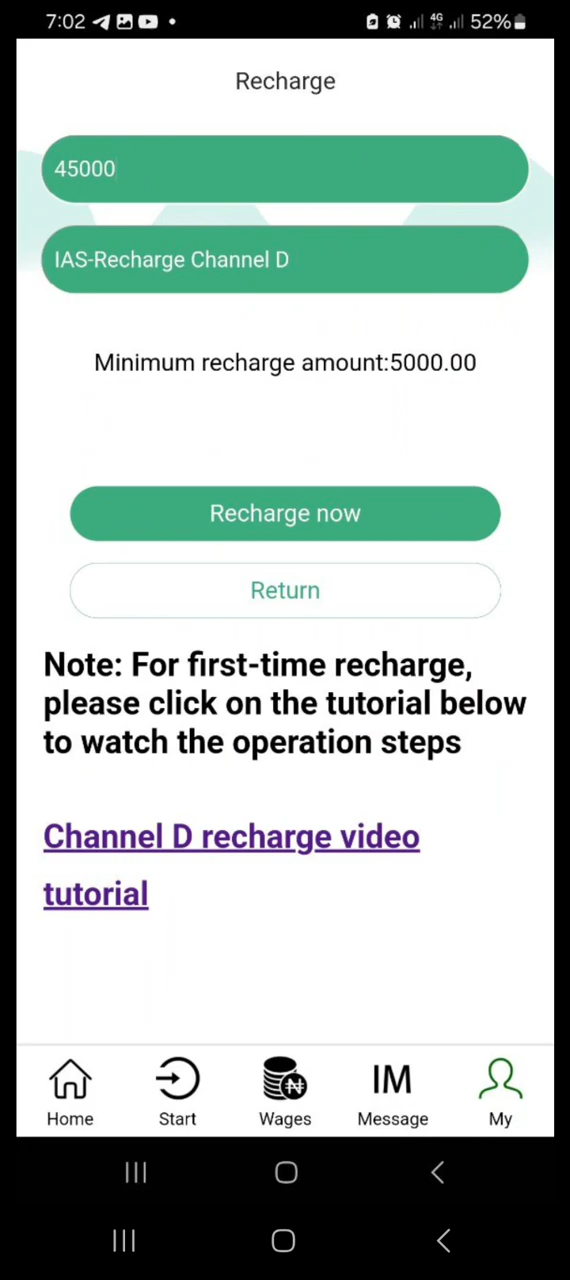 7:02
4G
52%
Recharge
45000
IAS-Recharge Channel D
Minimum recharge amount:5000.00
Recharge now
Return
Note: For first-time recharge,
please click on the tutorial below
to watch the operation steps
Channel D recharge video
tutorial
IM
Home Start Wages Message My